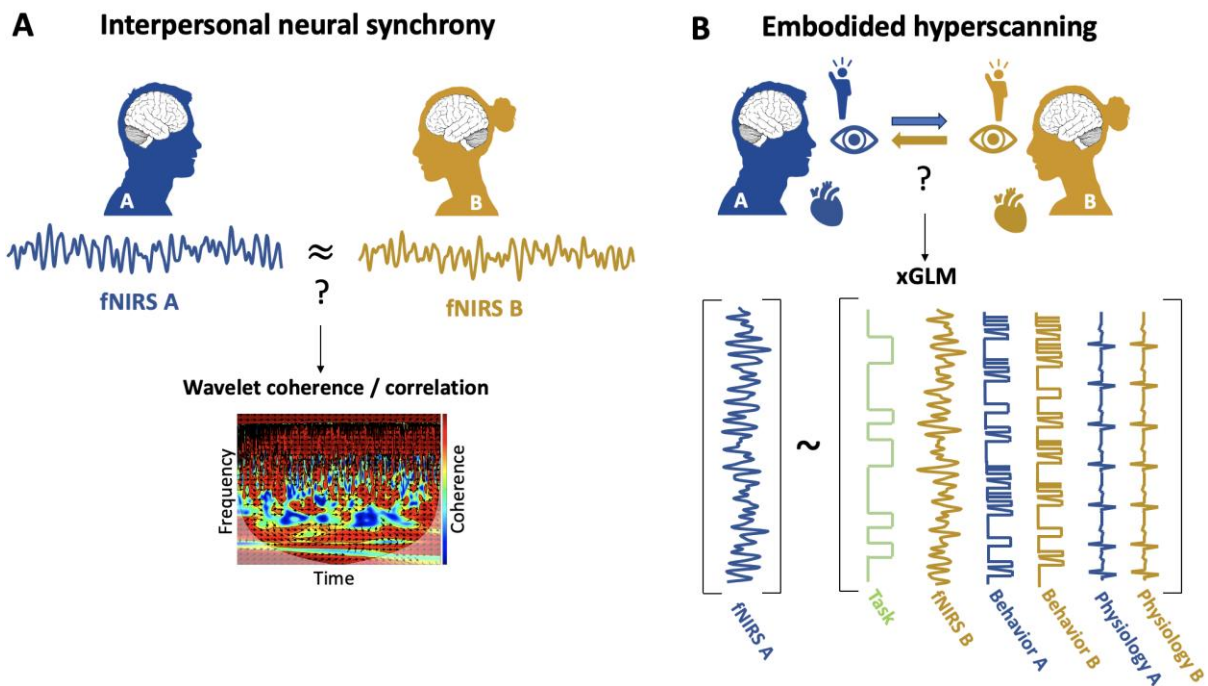 A Interpersonal neural synchrony
A
B
≈
?
fNIRS A
fNIRS B
Wavelet coherence / correlation
Frequency
Coherence
Time
B Embodided hyperscanning
A
B
?
xGLM
~
fNIRS A
Task
fNIRS B
Behavior A
Behavior B
Physiology A
Physiology B